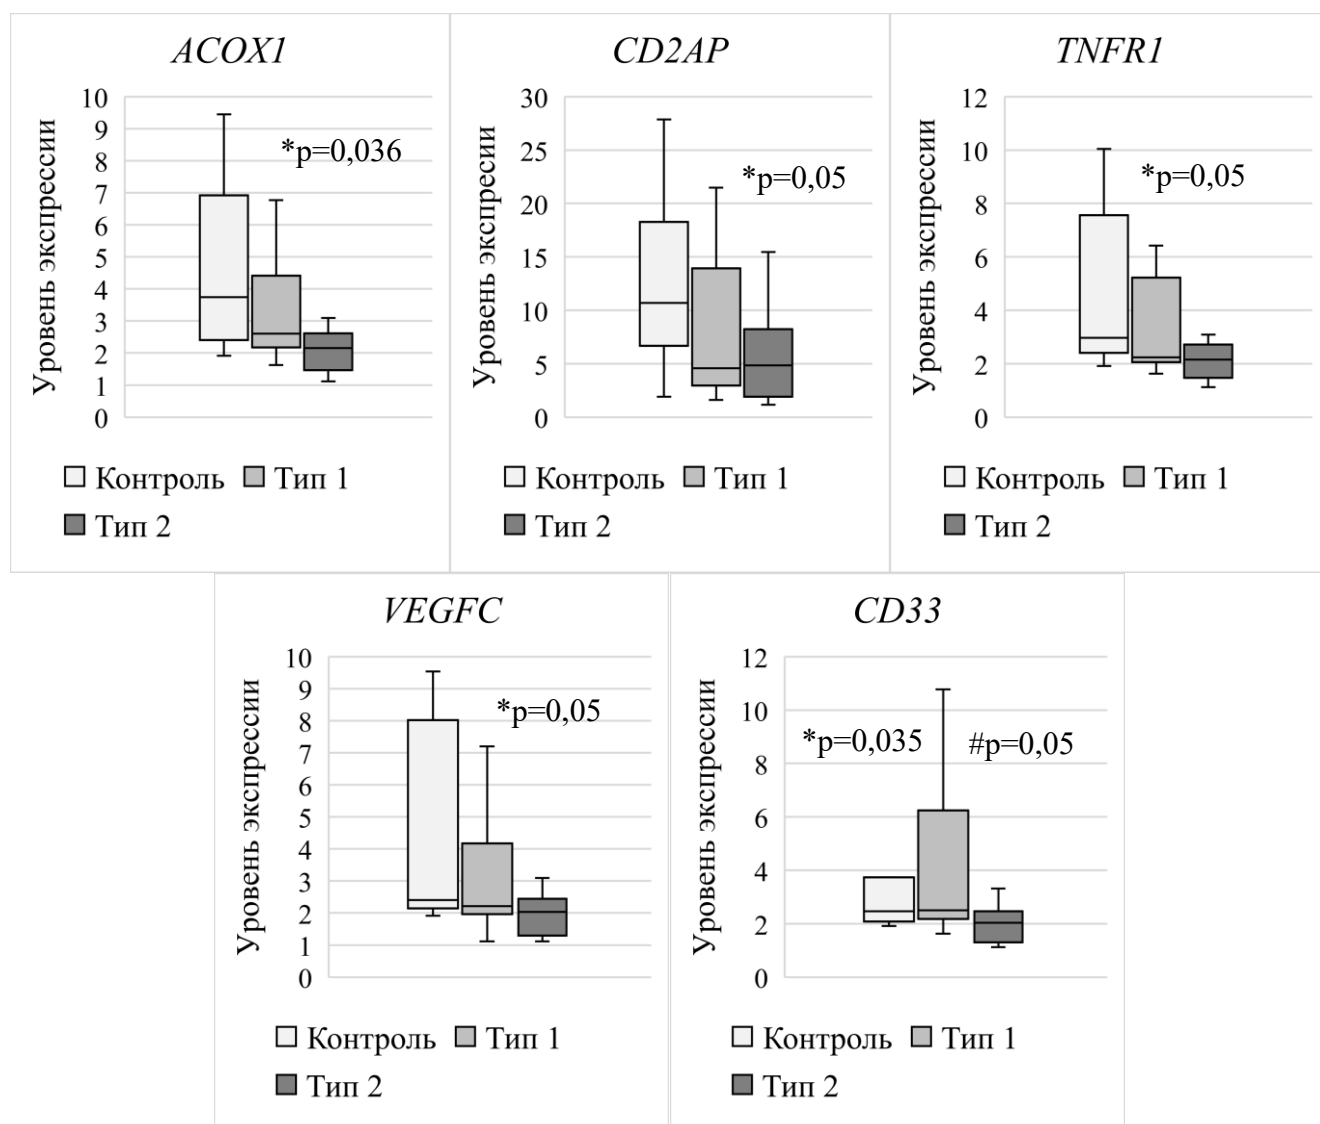 ACOX1
Уровень экспрессии
10
9
8
7
6
5
4
3
2
1
0
*p=0,036
Контроль Тип 1
Тип 2
CD2AP
Уровень экспрессии
30
25
20
15
10
5
0
*p=0,05
Контроль Тип 1
Тип 2
TNFR1
Уровень экспрессии
12
10
8
6
4
2
0
*p=0,05
Контроль Тип 1
Тип 2
VEGFC
Уровень экспрессии
10
9
8
7
6
5
4
3
2
1
0
*p=0,05
Контроль Тип 1
Тип 2
CD33
Уровень экспрессии
12
10
8
6
4
2
0
*p=0,035 #p=0,05
Контроль Тип 1
Тип 2